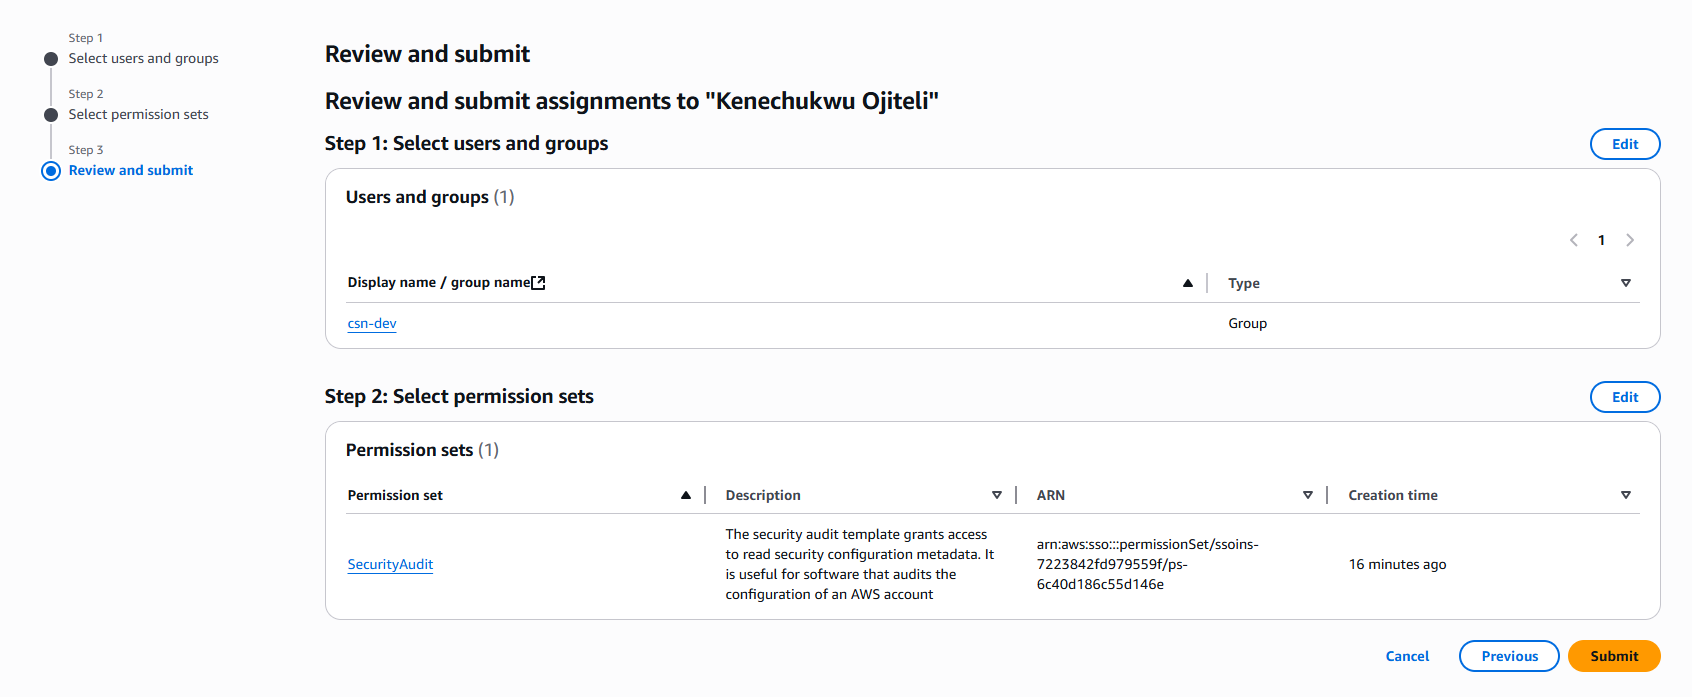 Step 1
Select users and groups
Step 2
Select permission sets
Step 3
Review and submit
Review and submit
Review and submit assignments to "Kenechukwu Ojiteli"
Step 1: Select users and groups
Edit
Users and groups (1)
1
Display name / group name
Type
csn-dev
Group
Step 2: Select permission sets
Edit
Permission sets (1)
Permission set
Description
ARN
Creation time
SecurityAudit
The security audit template grants access
to read security configuration metadata. It
is useful for software that audits the
configuration of an AWS account
arn:aws:sso:::permissionSet/ssoins-
7223842fd979559f/ps-
6c40d186c55d146e
16 minutes ago
Cancel
Previous
Submit